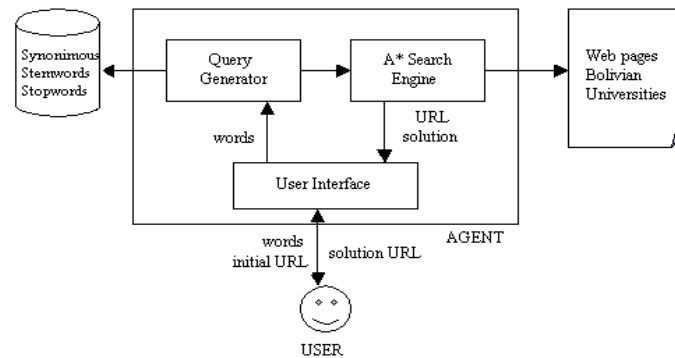 Synonimous
Stemwords
Stopwords
Query
Generator
A* Search
Engine
Web pages
Bolivian
Universities
words
URL
solution
User Interface
AGENT
words
initial URL
solution URL
USER